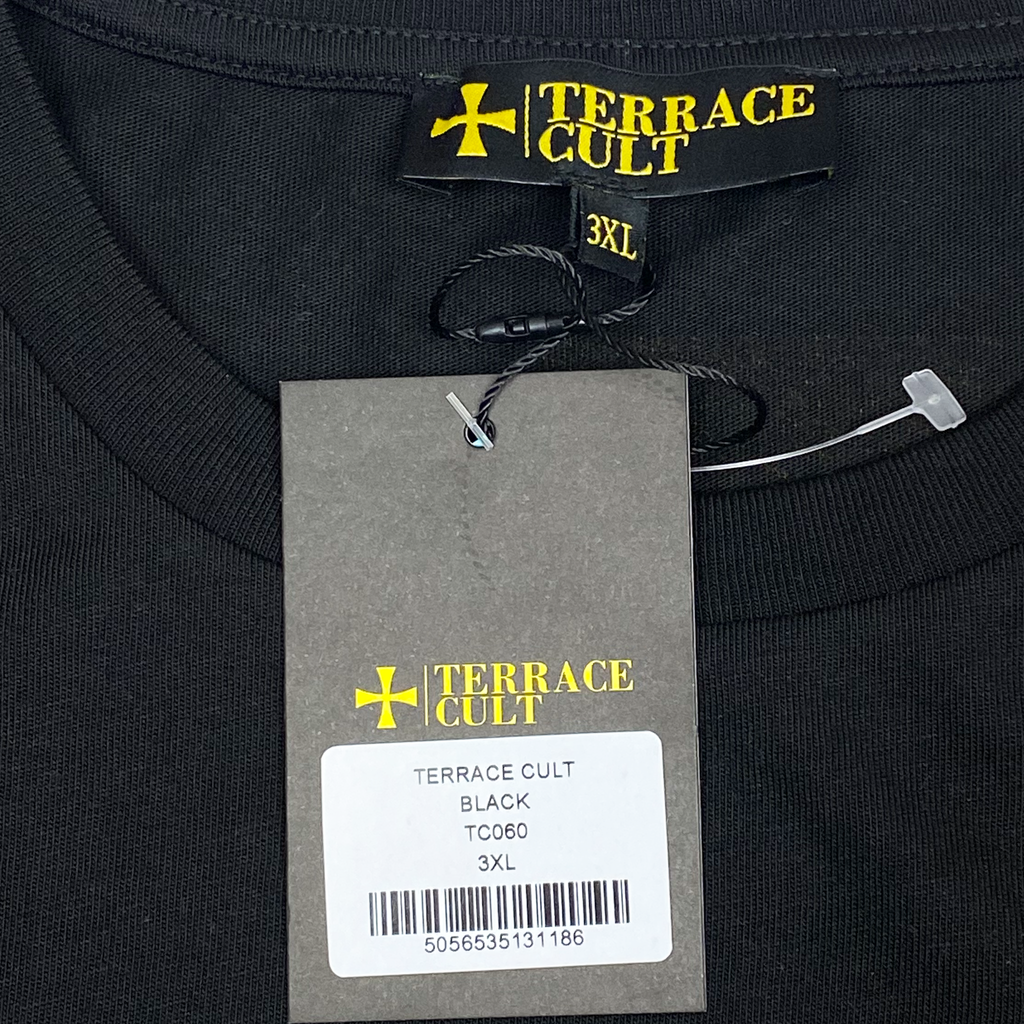 TERRACE
CULT
3XL
TERRACE
CULT
TERRACE CULT
BLACK
TC060
3XL
5056535131186